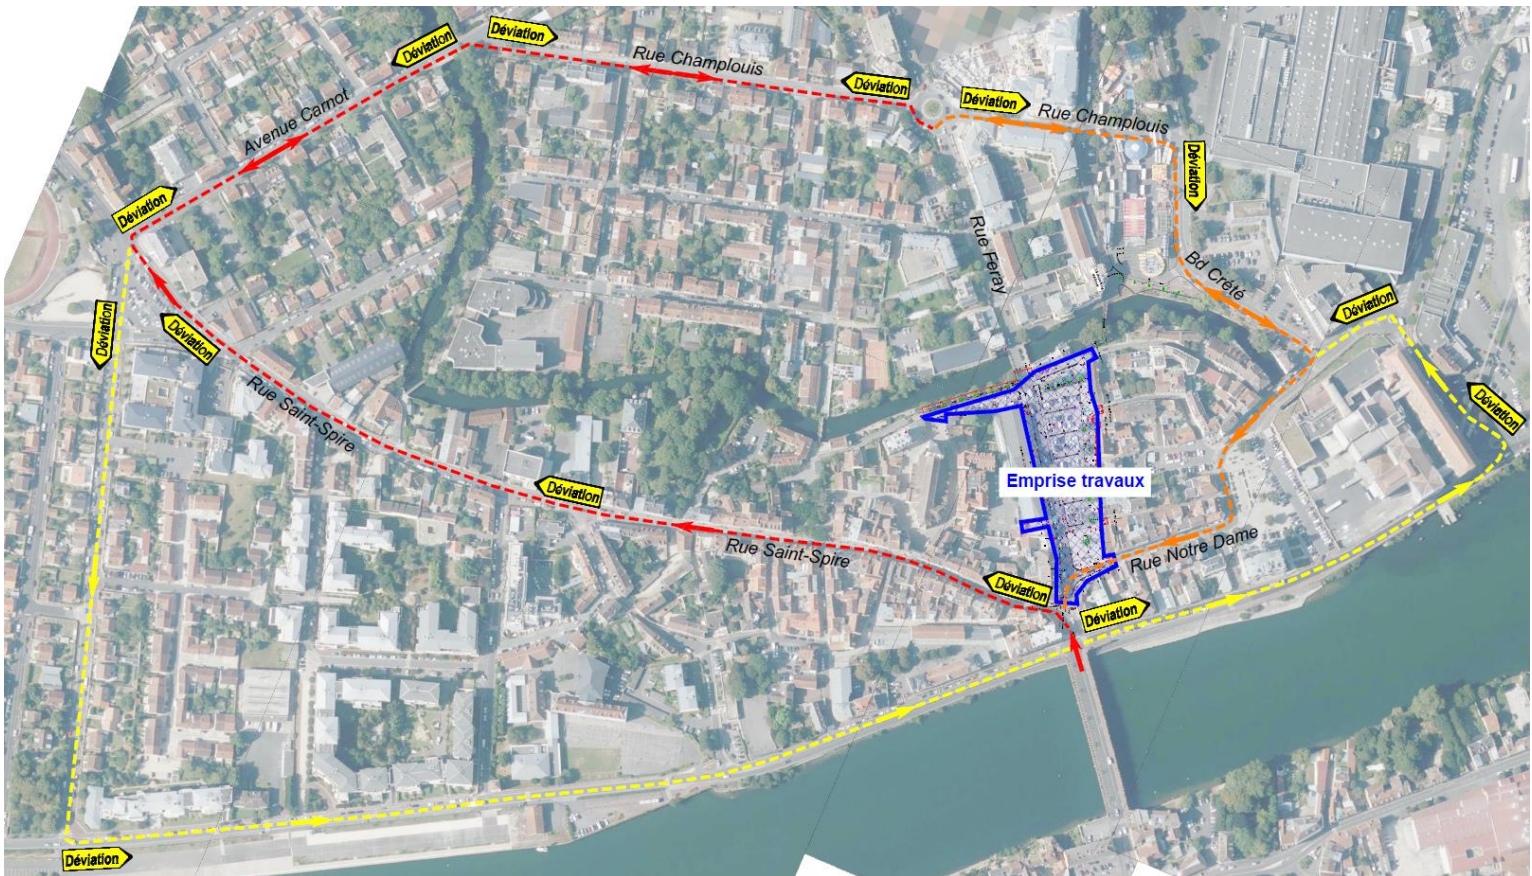 Déviation
Déviation
Rue Champlouis
Déviation
Déviation
Rue Champlouis
Avenue Carnot
Déviation
Déviation
Rue Feray
Bd Crété
Déviation
Déviation
Déviation
Déviation
Rue Saint-Spire
Emprise travaux
Déviation
Rue Saint-Spire
Rue Notre Dame
Déviation
Déviation
Déviation